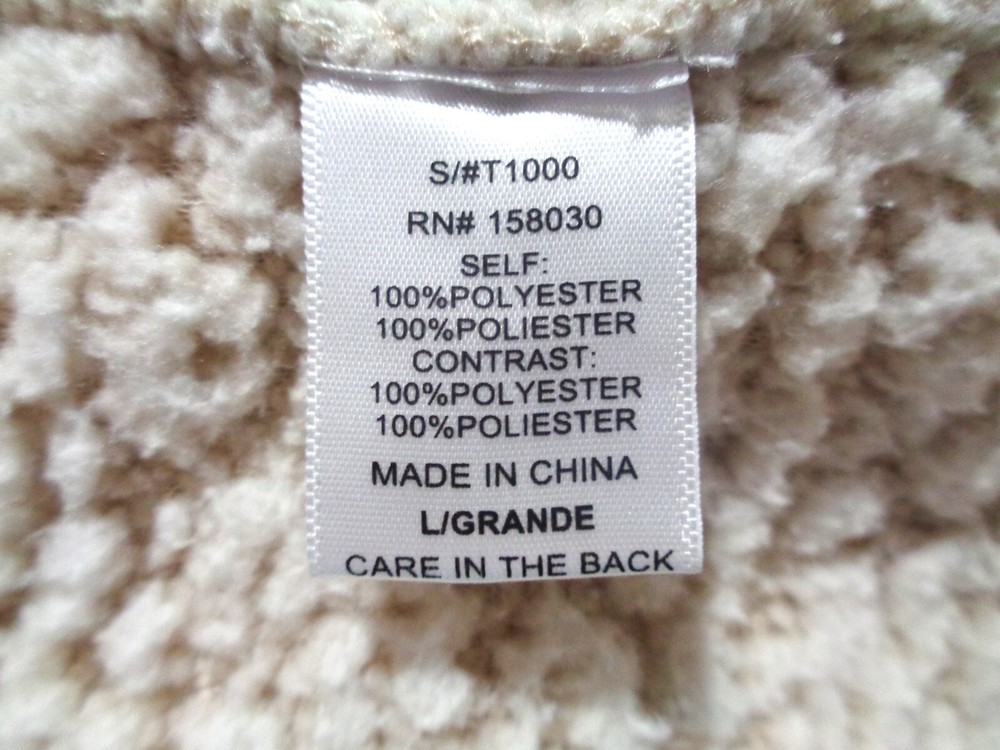 S/#T1000
RN# 158030
SELF:
100%POLYESTER
100%POLIESTER
CONTRAST:
100%POLYESTER
100%POLIESTER
MADE IN CHINA
L/GRANDE
CARE IN THE BACK